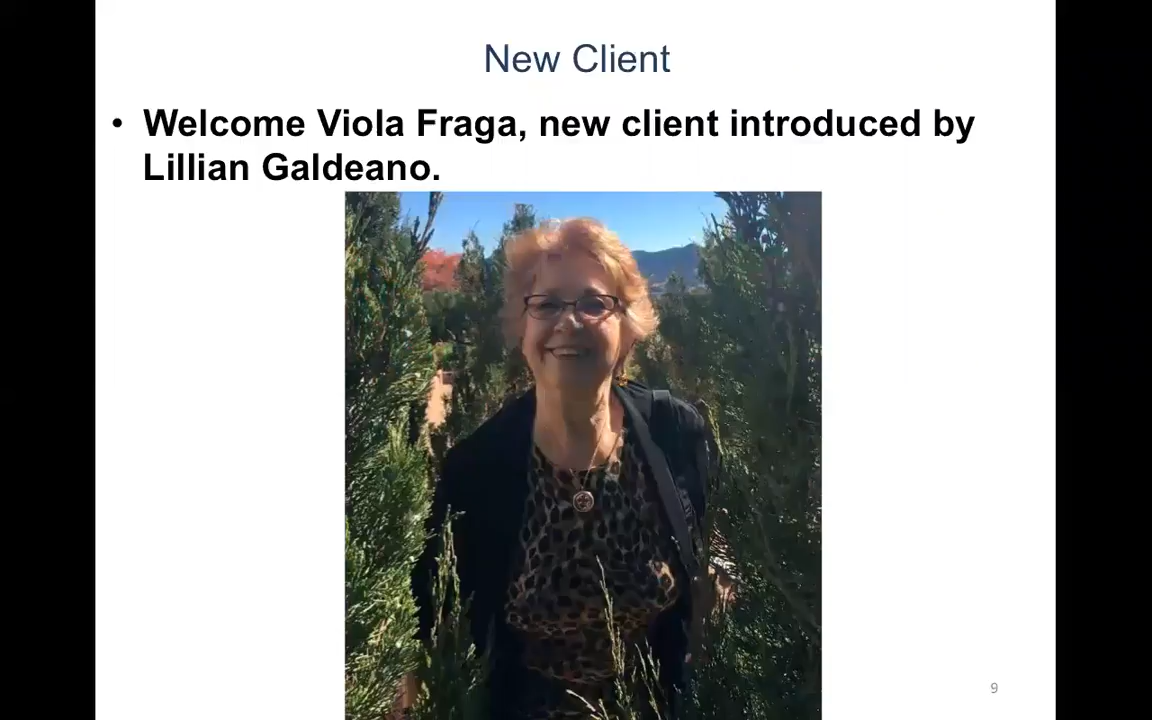 New Client
• Welcome Viola Fraga, new client introduced by
Lillian Galdeano.
9